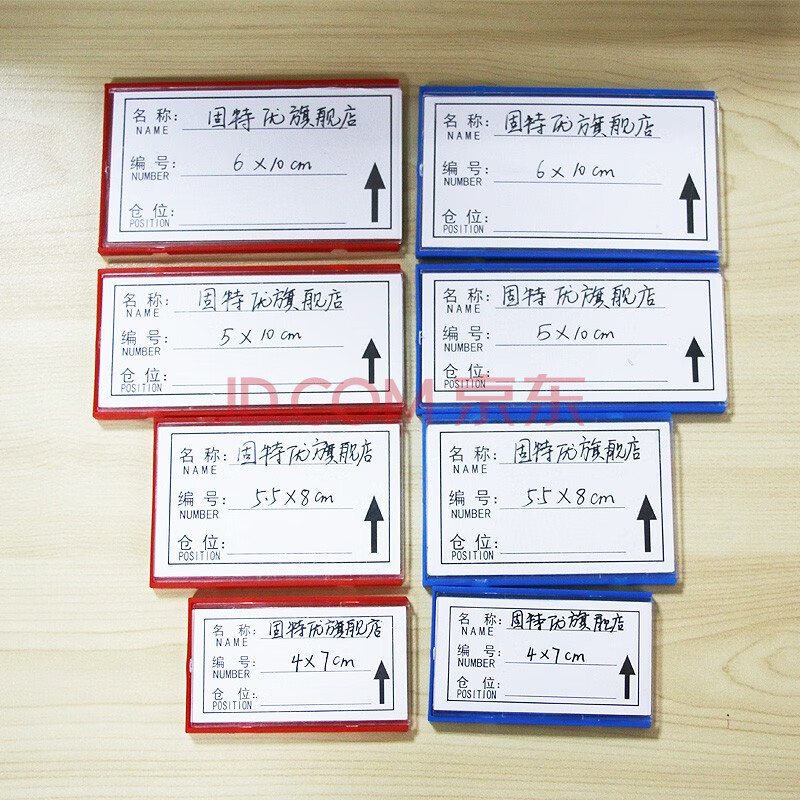 名 称: 固特优旗舰店
NAME
编 号: 6×10cm
NUMBER
仓 位:
POSITION
名 称: 固特优旗舰店
NAME
编 号: 6×10cm
NUMBER
仓 位:
POSITION
名 称: 固特优旗舰店
NAME
编 号: 5×10cm
NUMBER
仓 位:
POSITION
名 称: 固特优旗舰店
NAME
编 号: 5×10cm
NUMBER
仓 位:
POSITION
JD.COM 京东
名 称: 固特优旗舰店
NAME
编 号: 5.5×8cm
NUMBER
仓 位:
POSITION
名 称: 固特优旗舰店
NAME
编 号: 5.5×8cm
NUMBER
仓 位:
POSITION
名 称: 固特优旗舰店
NAME
编 号: 4×7cm
NUMBER
仓 位:
POSITION
名 称: 固特优旗舰店
NAME
编 号: 4×7cm
NUMBER
仓 位:
POSITION